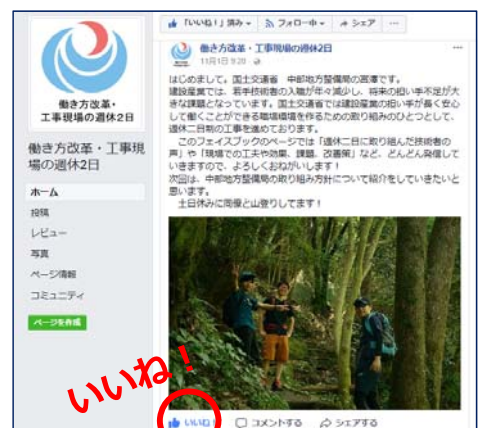 「いいね!」済み
フォロー中
シェア
…
働き方改革・
工事現場の週休2日
働き方改革・工事現
場の週休2日
ホーム
投稿
レビュー
写真
ページ情報
コミュニティ
ページを作成
働き方改革・工事現場の週休2日
11月1日 9:20
はじめまして。国土交通省 中部地方整備局の宮澤です。
建設産業では、若手技術者の入職が年々減少し、将来の担い手不足が大
きな課題となっています。国土交通省では建設産業の担い手が長く安心
して働くことができる職場環境を作るための取り組みのひとつとして、
週休二日制の工事を進めております。
このフェイスブックのページでは「週休二日に取り組んだ技術者の
声」や「現場での工夫や効果、課題、改善策」など、どんどん発信して
いきますので、よろしくおねがいします!
次回は、中部地方整備局の取り組み方針について紹介をしていきたいと
思います。
土日休みに同僚と山登りしてます!
いいね!
いいね!
コメントする
シェアする